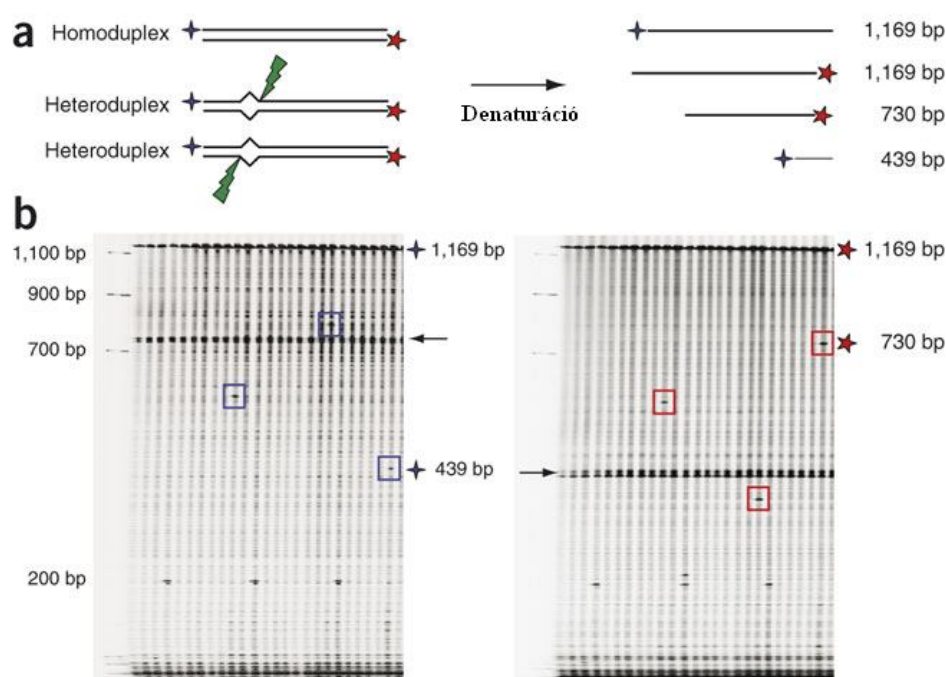 a
Homoduplex
1,169 bp
1,169 bp
Heteroduplex
Denaturáció
730 bp
Heteroduplex
439 bp
b
1,100 bp
1,169 bp
1,169 bp
900 bp
700 bp
730 bp
439 bp
200 bp